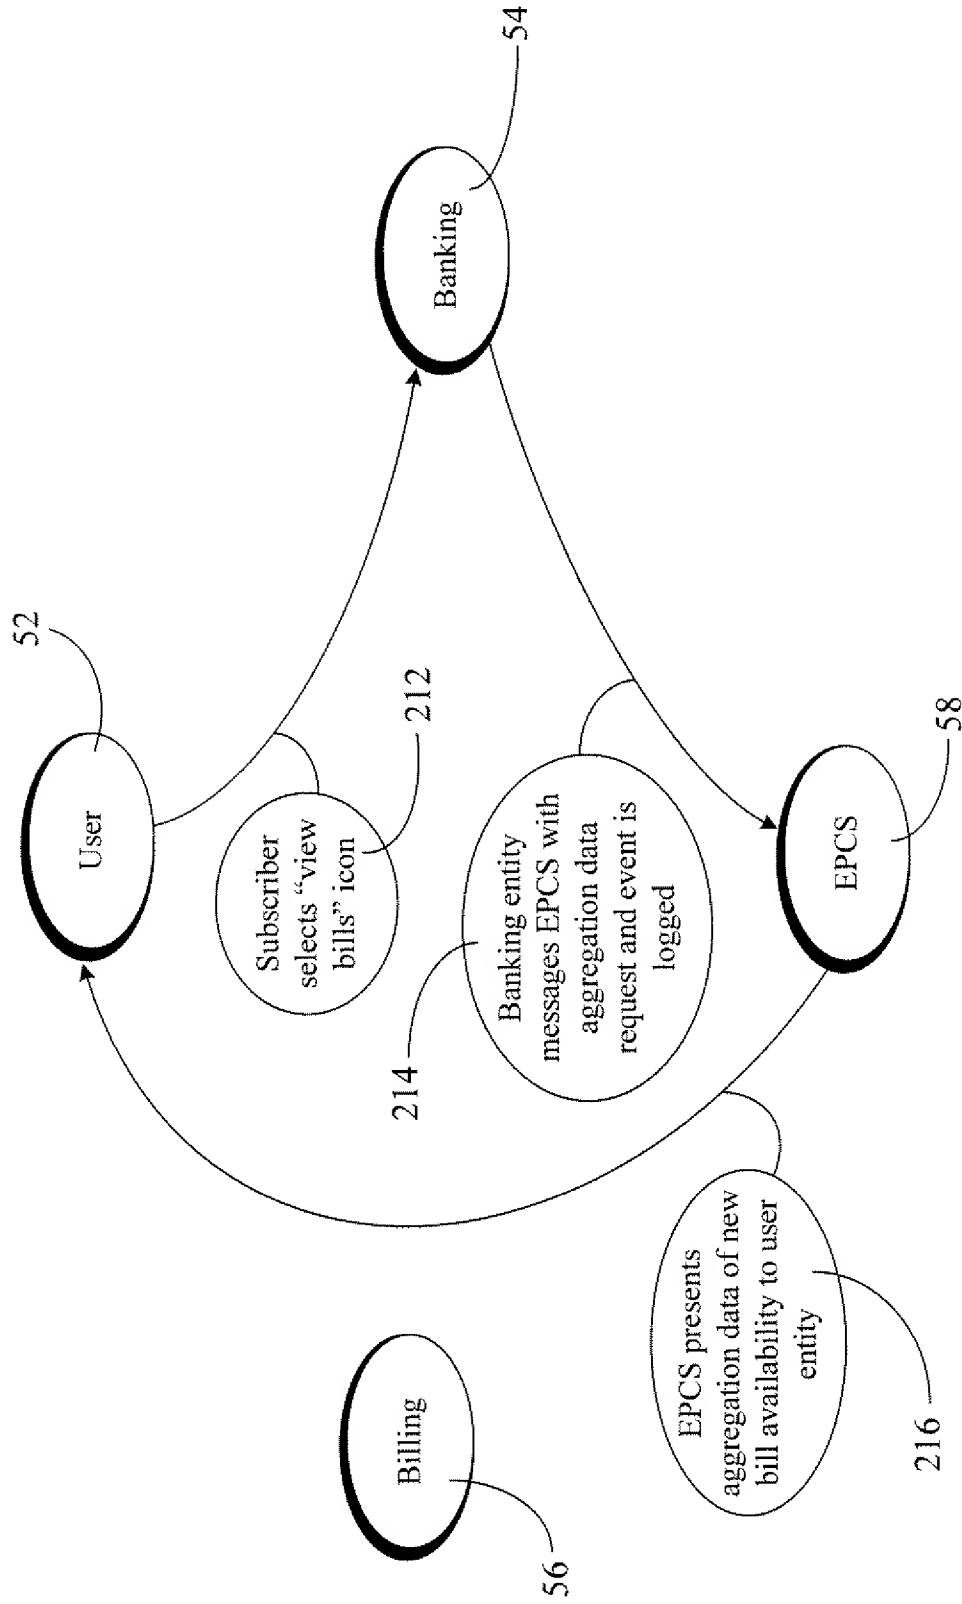 52
User
54
Banking
Subscriber
selects “view
bills” icon
212
214
Banking entity
messages EPCS with
aggregation data
request and event is
logged
56
Billing
EPCS
58
EPCS presents
aggregation data of new
bill availability to user
entity
216